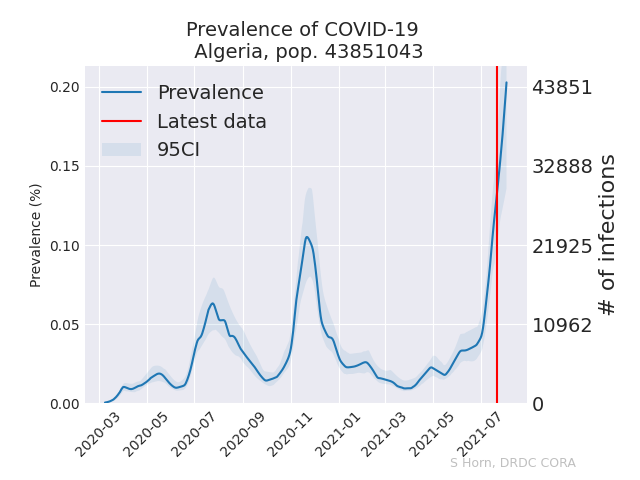 Prevalence of COVID-19
Algeria, pop. 43851043
Prevalence
Latest data
95CI
Prevalence (%)
0.20
0.15
0.10
0.05
0.00
43851
32888
21925
10962
0
# of infections
2020-03
2020-05
2020-07
2020-09
2020-11
2021-01
2021-03
2021-05
2021-07
S Horn, DRDC CORA